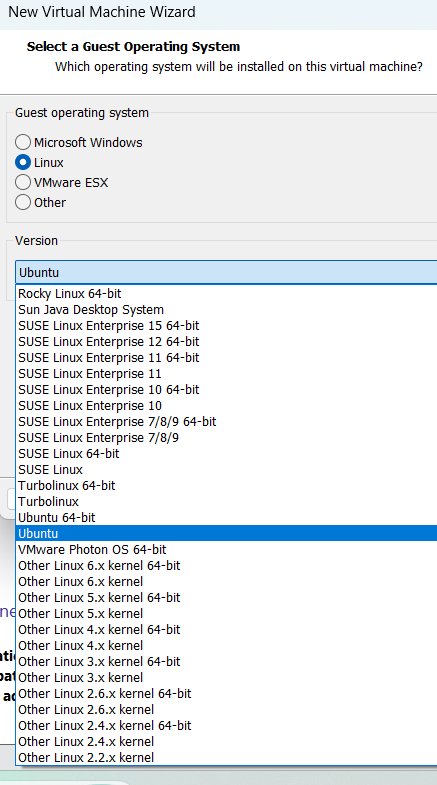 New Virtual Machine Wizard
Select a Guest Operating System
Which operating system will be installed on this virtual machine?
Guest operating system
Microsoft Windows
Linux
VMware ESX
Other
Version
Ubuntu
Rocky Linux 64-bit
Sun Java Desktop System
SUSE Linux Enterprise 15 64-bit
SUSE Linux Enterprise 12 64-bit
SUSE Linux Enterprise 11 64-bit
SUSE Linux Enterprise 11
SUSE Linux Enterprise 10 64-bit
SUSE Linux Enterprise 10
SUSE Linux Enterprise 7/8/9 64-bit
SUSE Linux Enterprise 7/8/9
SUSE Linux 64-bit
SUSE Linux
Turbolinux 64-bit
Turbolinux
Ubuntu 64-bit
Ubuntu
VMware Photon OS 64-bit
Other Linux 6.x kernel 64-bit
Other Linux 6.x kernel
Other Linux 5.x kernel 64-bit
Other Linux 5.x kernel
Other Linux 4.x kernel 64-bit
Other Linux 4.x kernel
Other Linux 3.x kernel 64-bit
Other Linux 3.x kernel
Other Linux 2.6.x kernel 64-bit
Other Linux 2.6.x kernel
Other Linux 2.4.x kernel 64-bit
Other Linux 2.4.x kernel
Other Linux 2.2.x kernel